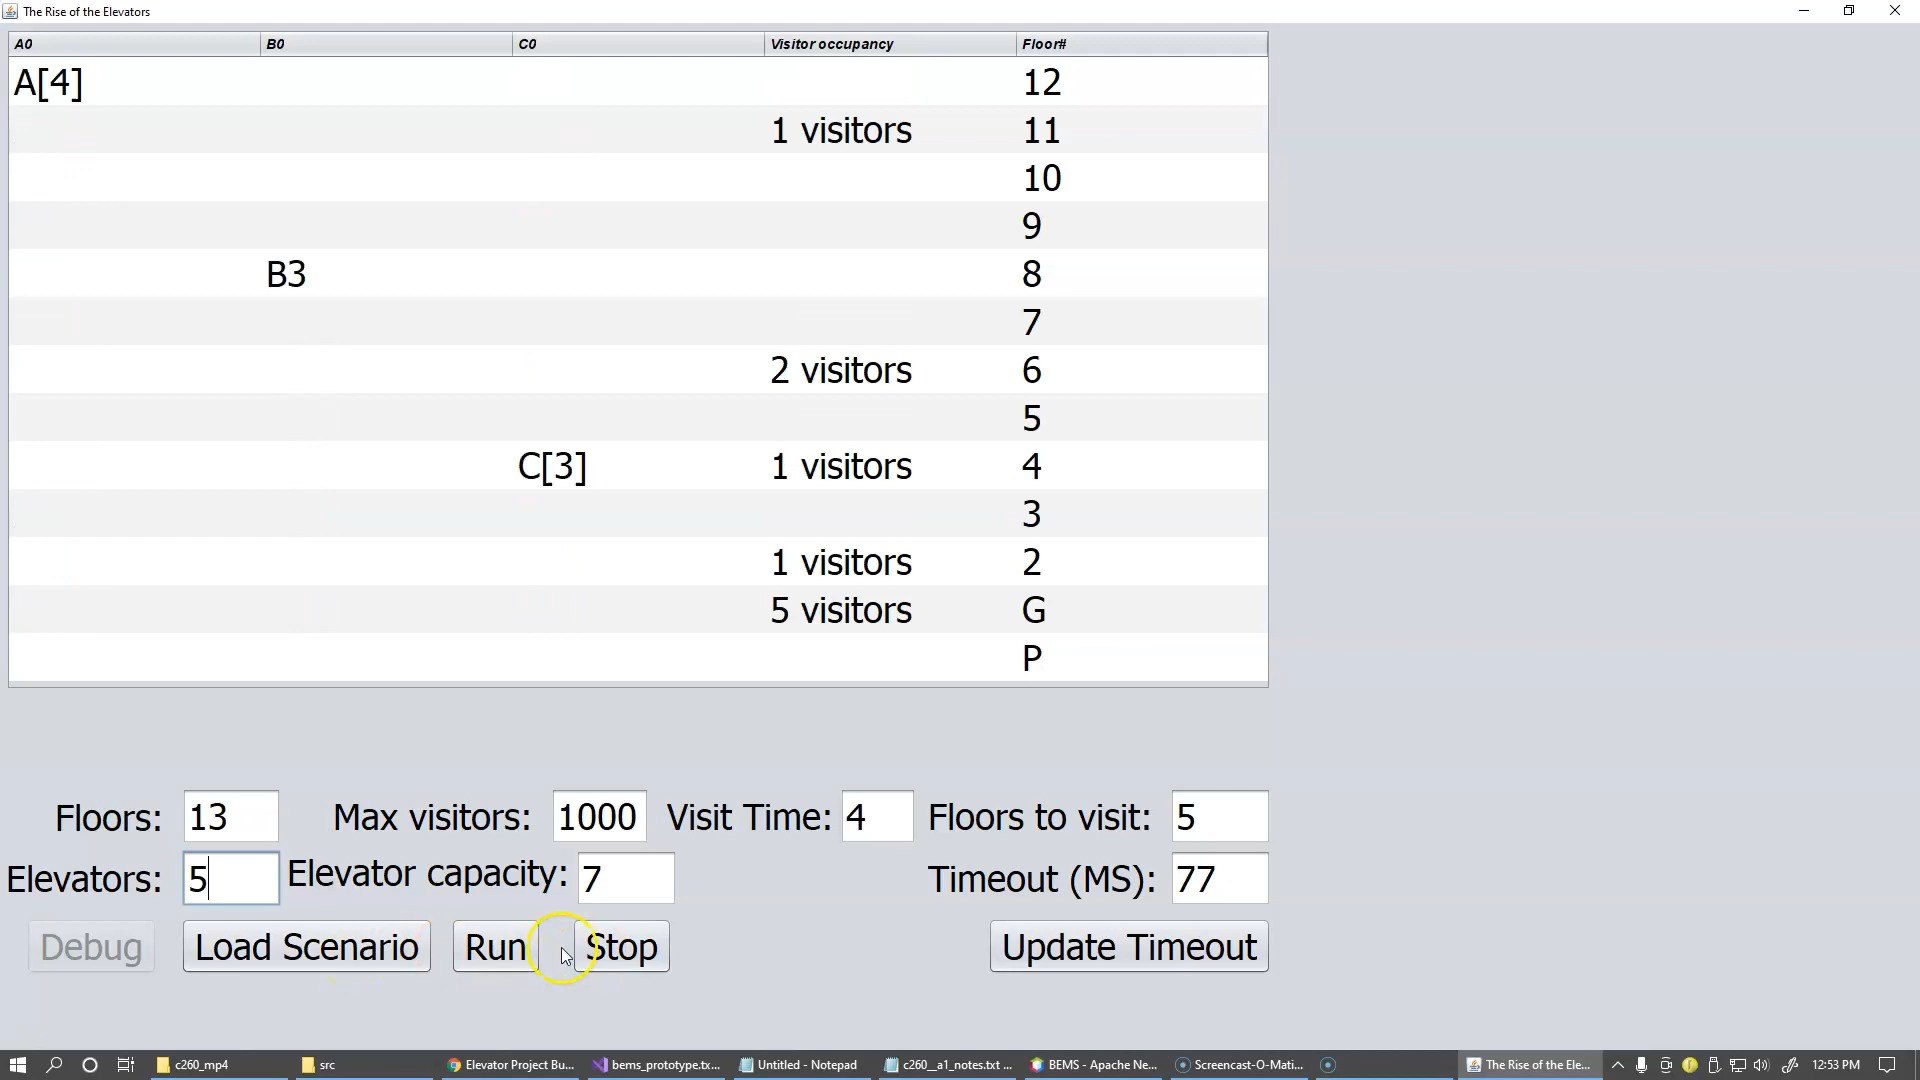 The Rise of the Elevators
A0 B0 C0 Visitor occupancy Floor#
A[4] 12
1 visitors 11
10
9
B3 8
7
2 visitors 6
5
C[3] 1 visitors 4
3
1 visitors 2
5 visitors G
P
Floors: 13 Max visitors: 1000 Visit Time: 4 Floors to visit: 5
Elevators: 5 Elevator capacity: 7 Timeout (MS): 77
Debug Load Scenario Run Stop Update Timeout
c260_mp4 src Elevator Project Bu... bems_prototype.tx... Untitled - Notepad c260__a1_notes.txt ... BEMS - Apache Ne... Screencast-O-Mati... The Rise of the Ele... 12:53 PM